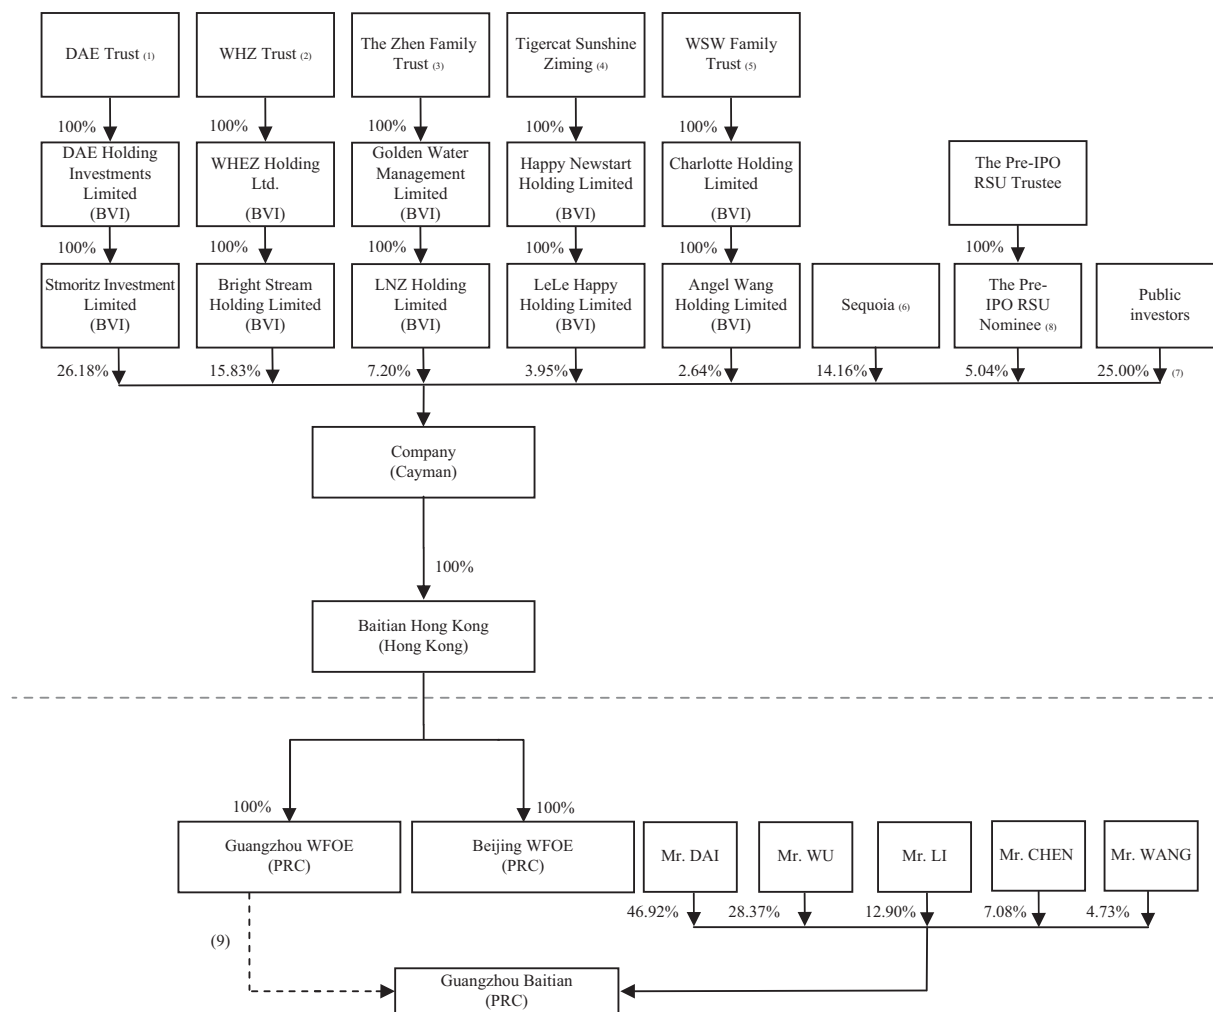 DAE Trust (1)
WHZ Trust (2)
The Zhen Family
Trust (3)
Tigercat Sunshine
Ziming (4)
WSW Family
Trust (5)
100%
100%
100%
100%
100%
DAE Holding
Investments
Limited
(BVI)
WHEZ Holding
Ltd.
(BVI)
Golden Water
Management
Limited
(BVI)
Happy Newstart
Holding Limited
(BVI)
Charlotte Holding
Limited
(BVI)
The Pre-IPO
RSU Trustee
100%
100%
100%
100%
100%
100%
Stmoritz Investment
Limited
(BVI)
Bright Stream
Holding Limited
(BVI)
LNZ Holding
Limited
(BVI)
LeLe Happy
Holding Limited
(BVI)
Angel Wang
Holding Limited
(BVI)
Sequoia (6)
The Pre-
IPO RSU
Nominee (8)
Public
investors
26.18%
15.83%
7.20%
3.95%
2.64%
14.16%
5.04%
25.00% (7)
Company
(Cayman)
100%
Baitian Hong Kong
(Hong Kong)
100%
100%
Guangzhou WFOE
(PRC)
Beijing WFOE
(PRC)
Mr. DAI
Mr. WU
Mr. LI
Mr. CHEN
Mr. WANG
46.92%
28.37%
12.90%
7.08%
4.73%
(9)
Guangzhou Baitian
(PRC)